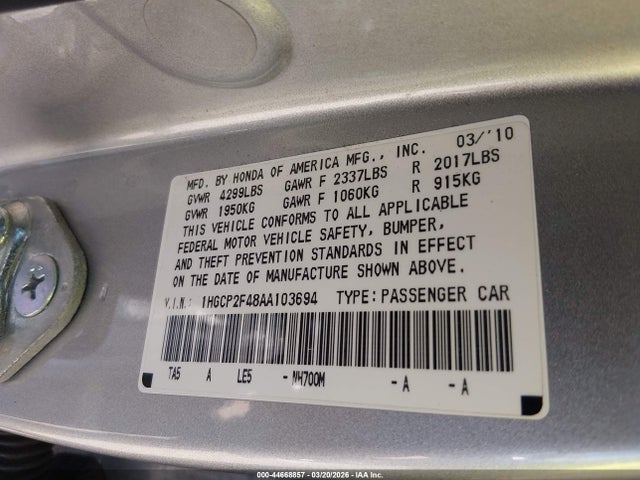 MFD. BY HONDA OF AMERICA MFG., INC. 03/'10
GVWR 4299LBS GAWR F 2337LBS R 2017LBS
GVWR 1950KG GAWR F 1060KG R 915KG
THIS VEHICLE CONFORMS TO ALL APPLICABLE
FEDERAL MOTOR VEHICLE SAFETY, BUMPER,
AND THEFT PREVENTION STANDARDS IN EFFECT
ON THE DATE OF MANUFACTURE SHOWN ABOVE.
V.I.N.: 1HGCP2F48AA103694 TYPE: PASSENGER CAR
TA5 A LE5 - NH700M - A - A
000-44668857 - 03/20/2026 - IAA Inc.